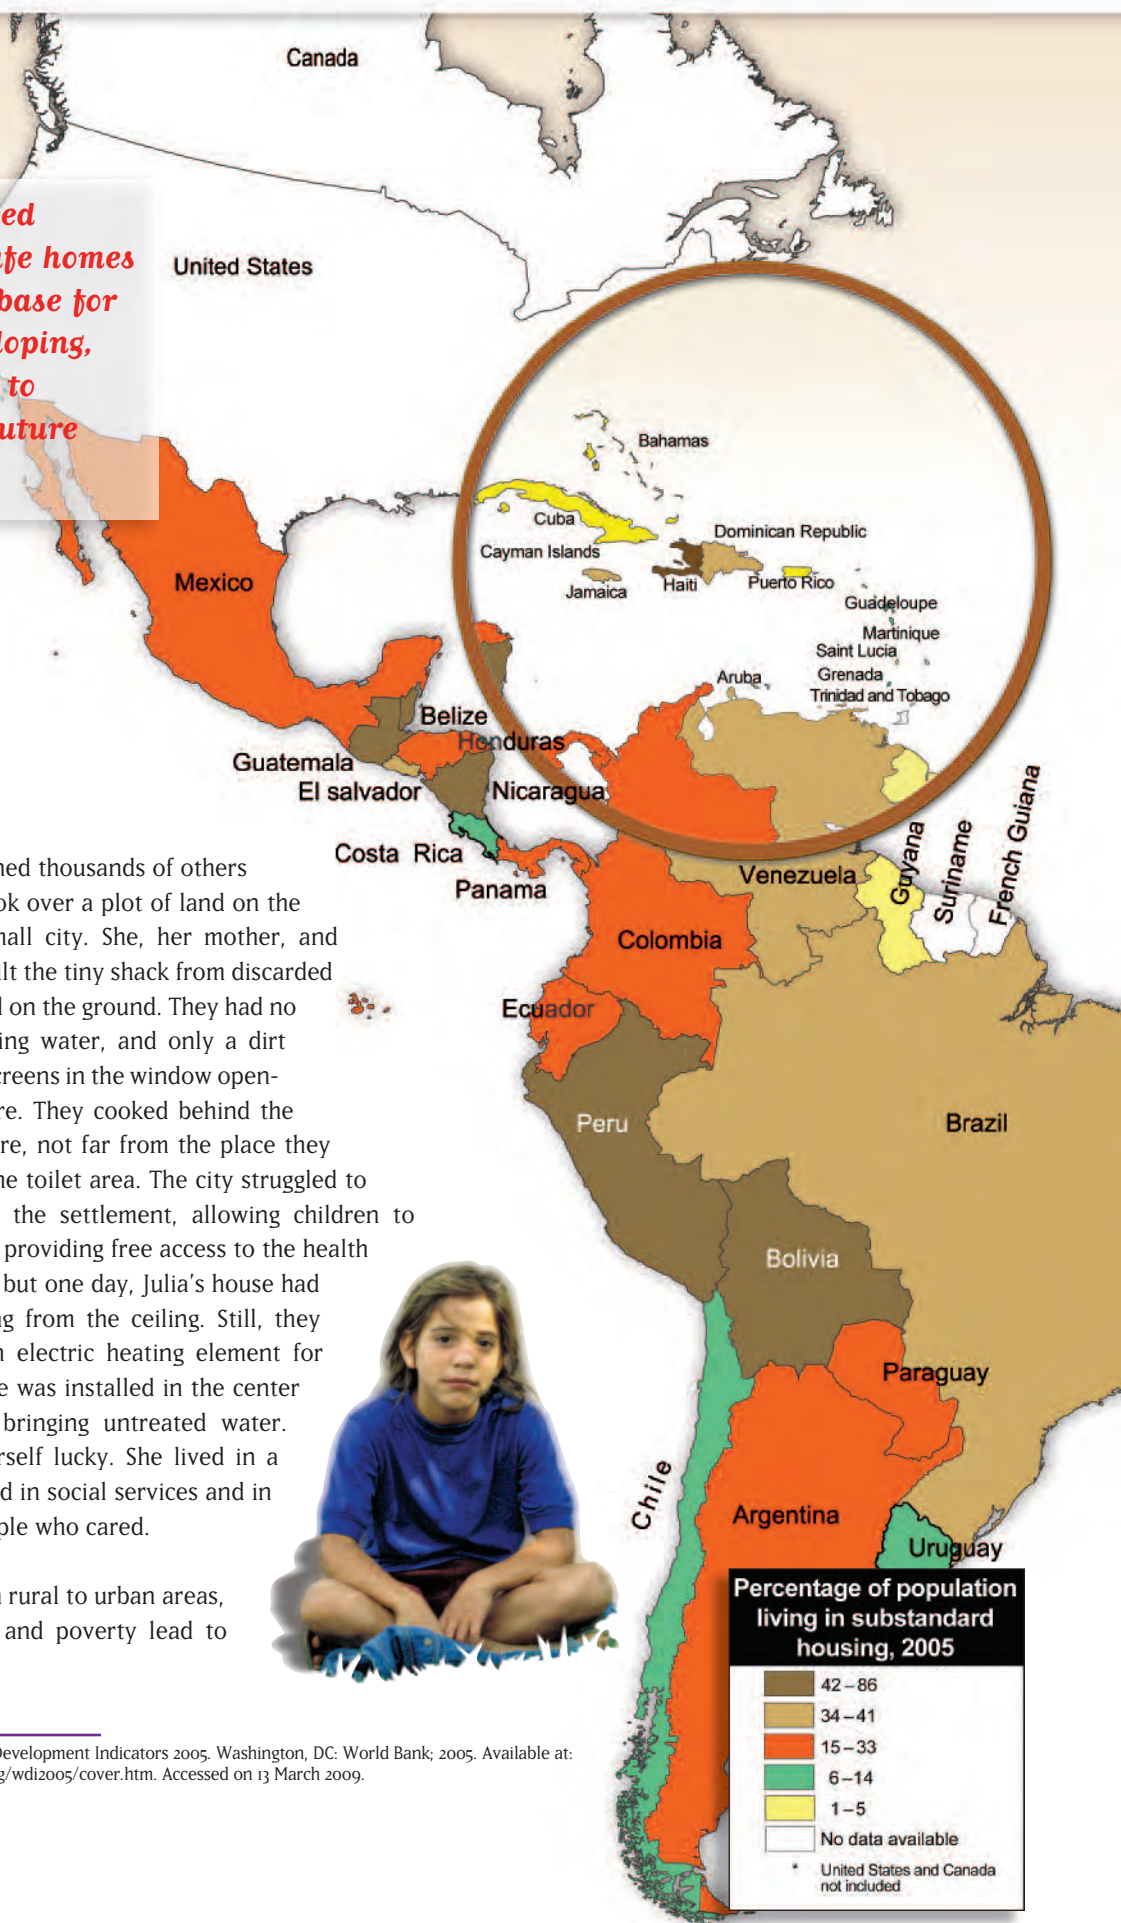 Canada
ed
afe homes
base for
loping,
to
uture
United States
Bahamas
Cuba
Dominican Republic
Cayman Islands
Jamaica
Haiti
Puerto Rico
Guadeloupe
Martinique
Saint Lucia
Aruba
Grenada
Trinidad and Tobago
Mexico
Belize
Honduras
Guatemala
El salvador
Nicaragua
Costa Rica
Panama
Venezuela
Guyana
Suriname
French Guiana
Colombia
Ecuador
Peru
Brazil
Bolivia
Paraguay
Chile
Argentina
Uruguay
ned thousands of others
ok over a plot of land on the
mall city. She, her mother, and
ilt the tiny shack from discarded
d on the ground. They had no
ing water, and only a dirt
creens in the window open-
re. They cooked behind the
ire, not far from the place they
he toilet area. The city struggled to
the settlement, allowing children to
providing free access to the health
but one day, Julia's house had
ng from the ceiling. Still, they
n electric heating element for
e was installed in the center
bringing untreated water.
erself lucky. She lived in a
d in social services and in
ople who cared.
n rural to urban areas,
and poverty lead to
Development Indicators 2005. Washington, DC: World Bank; 2005. Available at:
g/wdi2005/cover.htm. Accessed on 13 March 2009.
Percentage of population
living in substandard
housing, 2005
42–86
34–41
15–33
6–14
1–5
No data available
* United States and Canada
not included